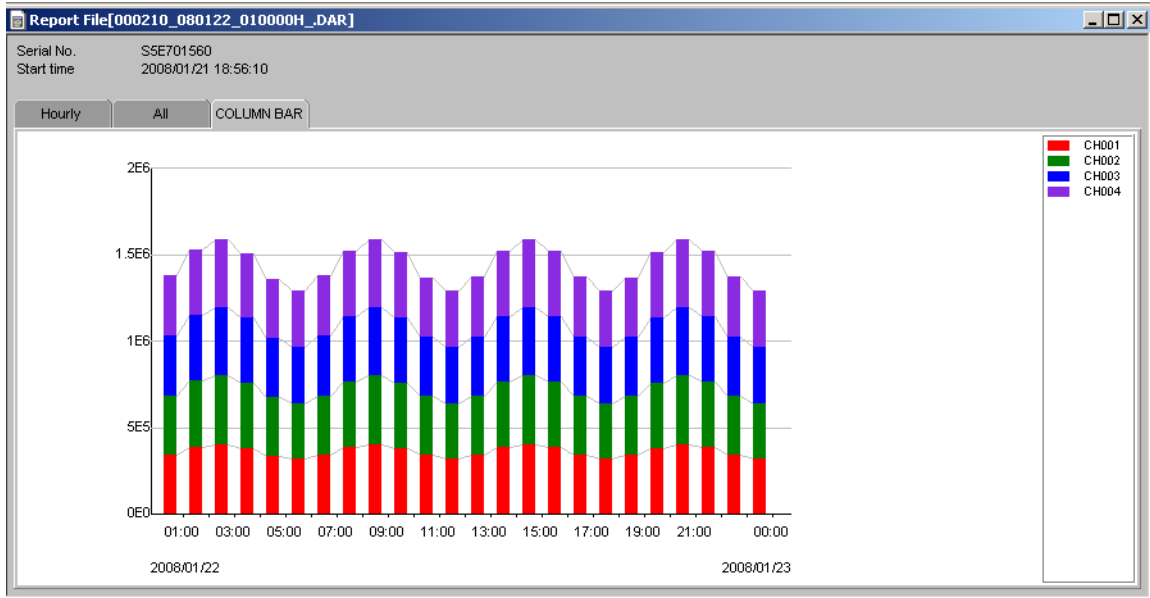 Report File[000210_080122_010000H_.DAR]
Serial No. S5E701560
Start time 2008/01/21 18:56:10
Hourly All COLUMN BAR
CH001
CH002
CH003
CH004
2E6
1.5E6
1E6
5E5
0E0
01:00 03:00 05:00 07:00 09:00 11:00 13:00 15:00 17:00 19:00 21:00 00:00
2008/01/22 2008/01/23